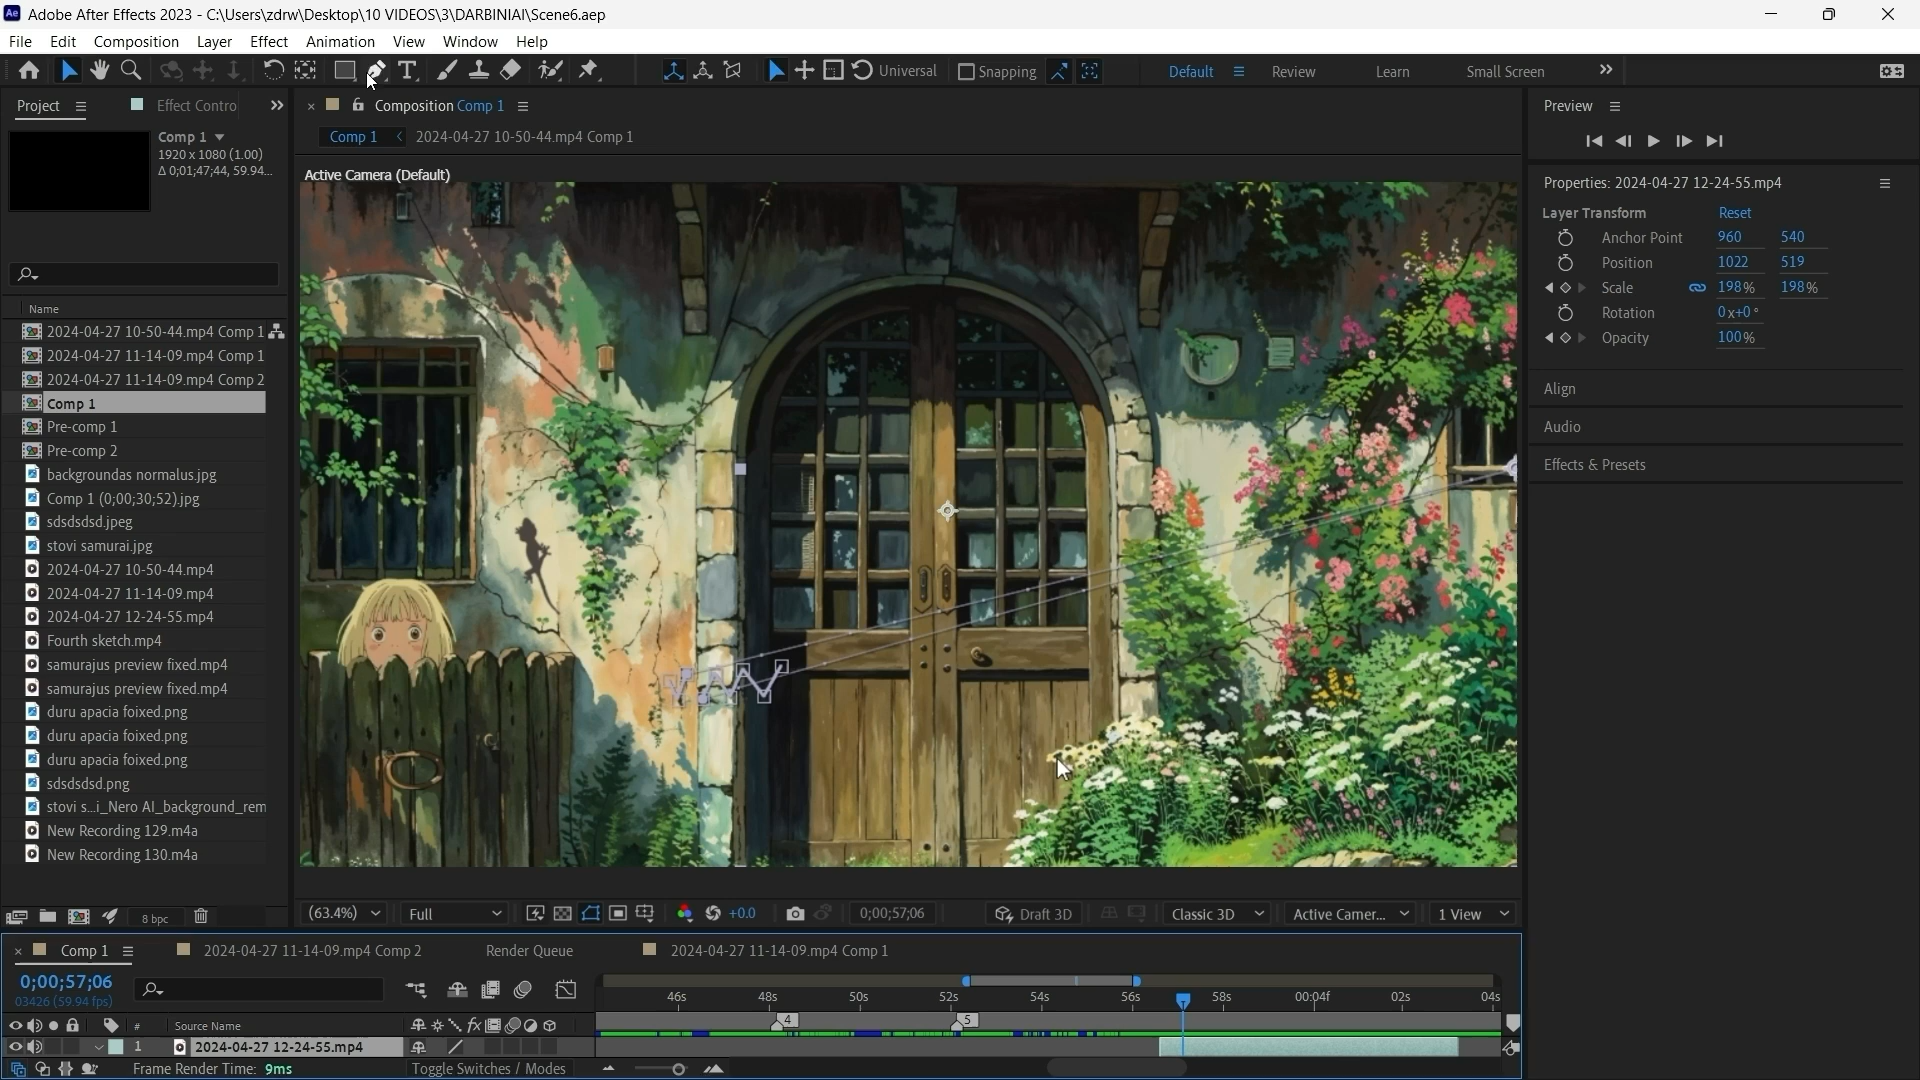 Adobe After Effects 2023 - C:\Users\zdrw\Desktop\10 VIDEOS\3\DARBINIAI\Scene6.aep
File Edit Composition Layer Effect Animation View Window Help
Universal Snapping Default Review Learn Small Screen
Project Effect Contro
Composition Comp 1
Preview
Comp 1
1920 x 1080 (1.00)
Δ 0;01;47;44, 59.94...
Comp 1 2024-04-27 10-50-44.mp4 Comp 1
Active Camera (Default)
Properties: 2024-04-27 12-24-55.mp4
Layer Transform Reset
Anchor Point 960 540
Position 1022 519
Scale 198% 198%
Rotation 0x+0°
Opacity 100%
Align
Audio
Effects & Presets
Name
2024-04-27 10-50-44.mp4 Comp 1
2024-04-27 11-14-09.mp4 Comp 1
2024-04-27 11-14-09.mp4 Comp 2
Comp 1
Pre-comp 1
Pre-comp 2
backgroundas normalus.jpg
Comp 1 (0;00;30;52).jpg
sdsdsdsd.jpeg
stovi samurai.jpg
2024-04-27 10-50-44.mp4
2024-04-27 11-14-09.mp4
2024-04-27 12-24-55.mp4
Fourth sketch.mp4
samurajus preview fixed.mp4
samurajus preview fixed.mp4
duru apacia foixed.png
duru apacia foixed.png
duru apacia foixed.png
sdsdsdsd.png
stovi s...i_Nero AI_background_rem
New Recording 129.m4a
New Recording 130.m4a
8 bpc
(63.4%) Full +0.0 0;00;57;06 Draft 3D Classic 3D Active Camer... 1 View
Comp 1 2024-04-27 11-14-09.mp4 Comp 2 Render Queue 2024-04-27 11-14-09.mp4 Comp 1
0;00;57;06
03426 (59.94 fps)
46s 48s 50s 52s 54s 56s 58s 00:04f 02s 04s
# Source Name
4 5
1 2024-04-27 12-24-55.mp4
Frame Render Time: 9ms Toggle Switches / Modes